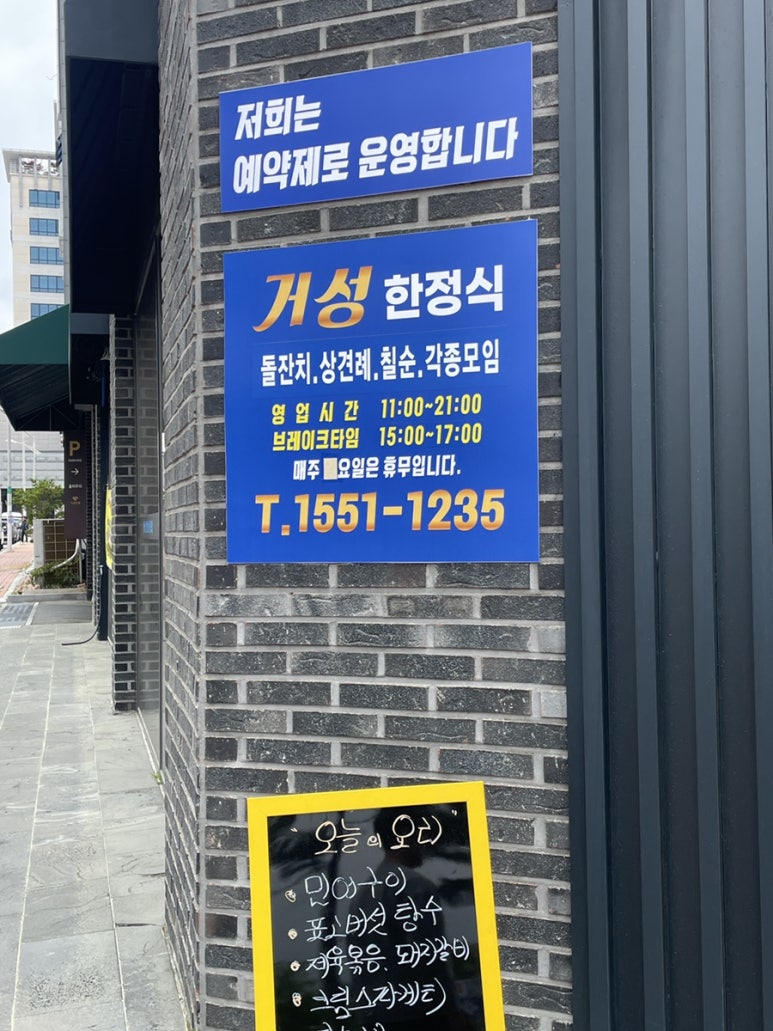 저희는
예약제로 운영합니다
거성 한정식
돌잔치.상견례.칠순.각종모임
영업시간 11:00~21:00
브레이크타임 15:00~17:00
매주 요일은 휴무입니다.
T.1551-1235
P
"오늘의 요리"
민어구이
표고버섯 탕수
제육볶음. 돼지갈비
크림스파게티